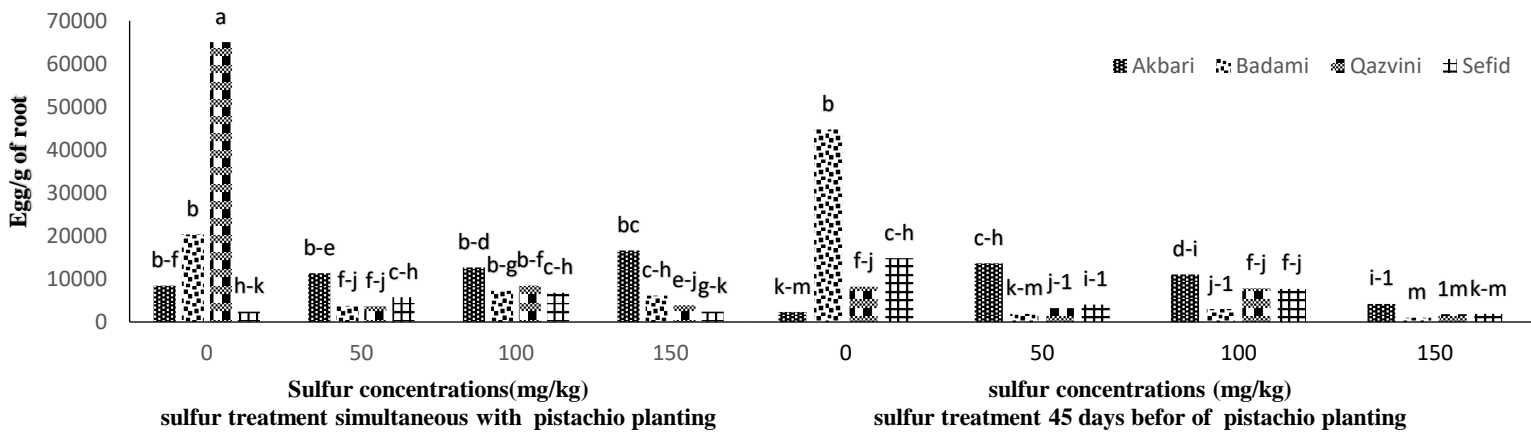 Egg/g of root
70000
60000
50000
40000
30000
20000
10000
0
Akbari Badami Qazvini Sefid
b-f b a h-k
b-e f-j f-j c-h
b-d b-g b-f c-h
bc c-h e-j g-k
k-m b f-j c-h
c-h k-m j-1 i-1
d-i j-1 f-j f-j
i-1 m 1m k-m
0 50 100 150 0 50 100 150
Sulfur concentrations(mg/kg)
sulfur treatment simultaneous with pistachio planting
sulfur concentrations (mg/kg)
sulfur treatment 45 days befor of pistachio planting